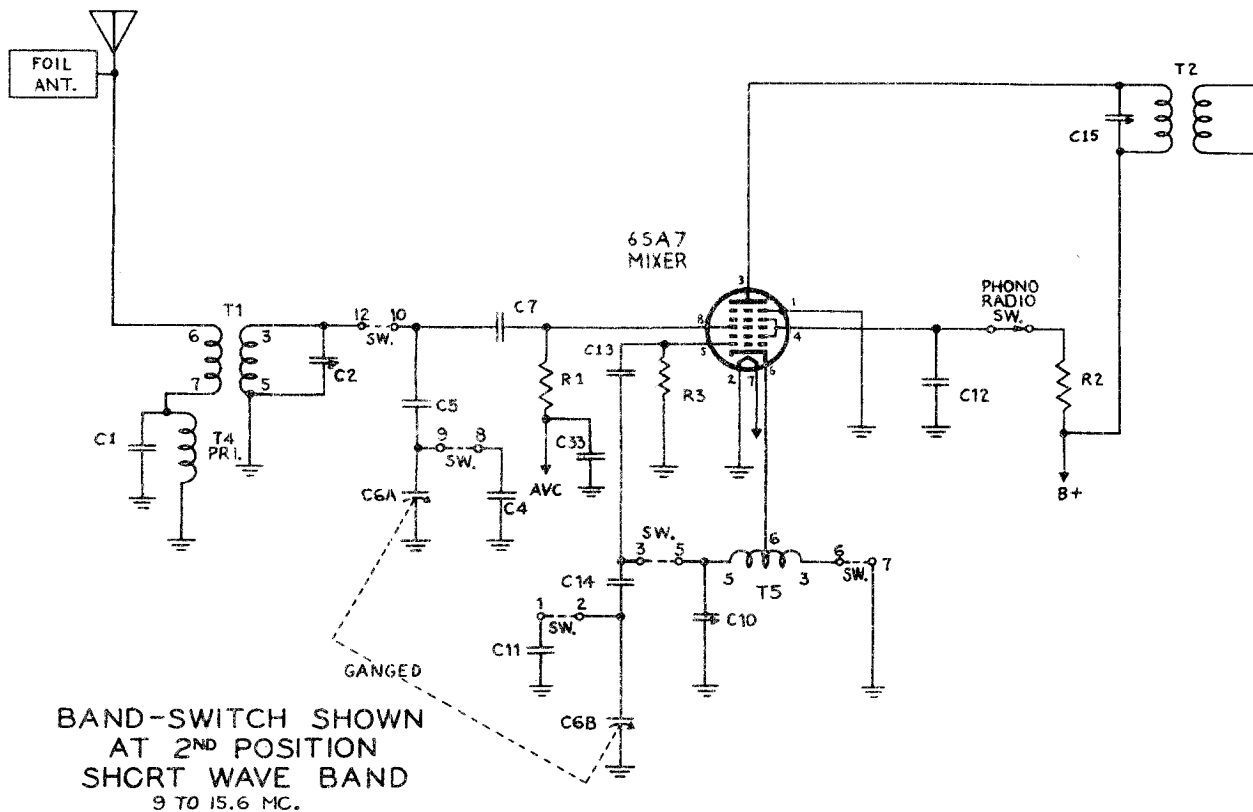 FOIL
ANT.
T2
C15
6SA7
MIXER
3
1
8
4
5
2
7
6
PHONO
RADIO
SW.
T1
6
3
7
5
C2
12
10
SW.
C7
C13
R1
R3
C12
R2
C5
C1
T4
PRI.
9
8
SW.
C33
C6A
C4
AVC
B+
SW.
3
5
6
5
3
T5
6
7
SW.
C14
1
2
SW.
C10
C11
GANGED
C6B
BAND-SWITCH SHOWN
AT 2ND POSITION
SHORT WAVE BAND
9 TO 15.6 MC.